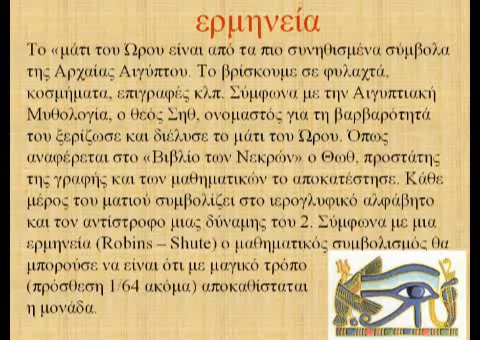 ερμηνεία
Το «μάτι του Ωρου είναι από τα πιο συνηθισμένα σύμβολα
της Αρχαίας Αιγύπτου. Το βρίσκουμε σε φυλαχτά,
κοσμήματα, επιγραφές κλπ. Σύμφωνα με την Αιγυπτιακή
Μυθολογία, ο θεός Σηθ, ονομαστός για τη βαρβαρότητά
του ξερίζωσε και διέλυσε το μάτι του Ωρου. Όπως
αναφέρεται στο «Βιβλίο των Νεκρών» ο Θωθ, προστάτης
της γραφής και των μαθηματικών το αποκατέστησε. Κάθε
μέρος του ματιού συμβολίζει στο ιερογλυφικό αλφάβητο
και τον αντίστροφο μιας δύναμης του 2. Σύμφωνα με μια
ερμηνεία (Robins – Shute) ο μαθηματικός συμβολισμός θα
μπορούσε να είναι ότι με μαγικό τρόπο
(πρόσθεση 1/64 ακόμα) αποκαθίσταται
η μονάδα.